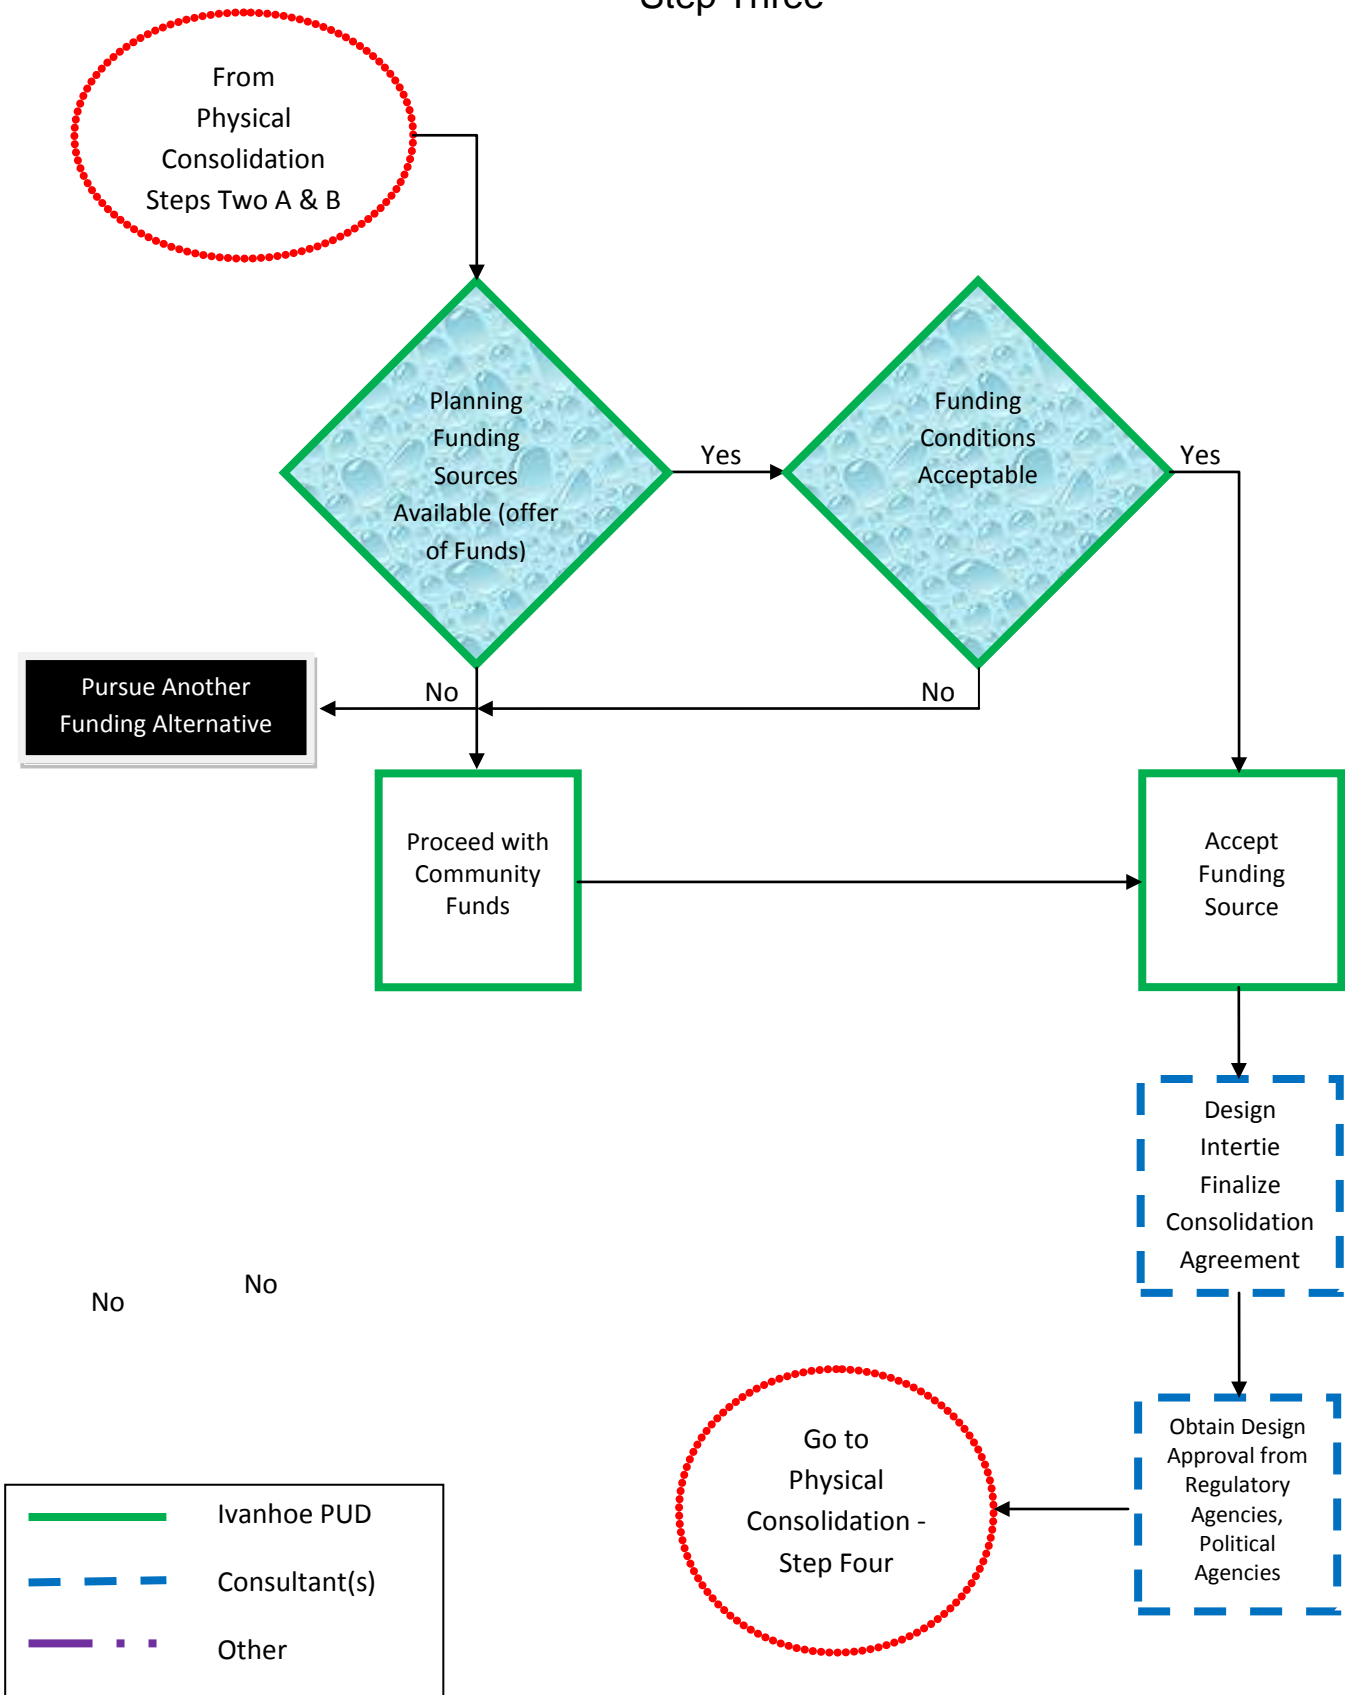 Step Three
From
Physical
Consolidation
Steps Two A & B
Planning
Funding
Sources
Available (offer
of Funds)
Yes
Funding
Conditions
Acceptable
Yes
Pursue Another
Funding Alternative
No
No
Proceed with
Community
Funds
Accept
Funding
Source
Design
Intertie
Finalize
Consolidation
Agreement
No
No
Obtain Design
Approval from
Regulatory
Agencies,
Political
Agencies
Go to
Physical
Consolidation -
Step Four
Ivanhoe PUD
Consultant(s)
Other